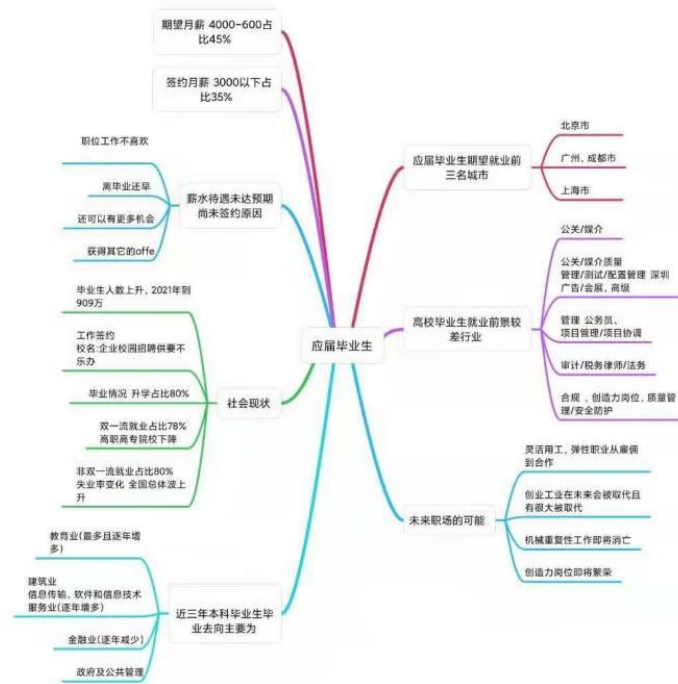 期望月薪 4000-600占
比45%
签约月薪 3000以下占
比35%
职位工作不喜欢
离毕业还早
还可以有更多机会
获得其它的offe
薪水待遇未达预期
尚未签约原因
毕业生人数上升，2021年到
909万
工作签约
校名:企业校园招聘供要不
乐办
毕业情况 升学占比80%
双一流就业占比78%
高职高专院校下降
非双一流就业占比80%
失业率变化 全国总体波上
升
社会现状
教育业(最多且逐年增
多)
建筑业
信息传输、软件和信息技术
服务业(逐年增多)
金融业(逐年减少)
政府及公共管理
近三年本科毕业生毕
业去向主要为
应届毕业生
应届毕业生期望就业前
三名城市
北京市
广州，成都市
上海市
高校毕业生就业前景较
差行业
公关/媒介
公关/媒介质量
管理/测试/配置管理 深圳
广告/会展，高级
管理 公务员，
项目管理/项目协调
审计/税务律师/法务
合规 ，创造力岗位，质量管
理/安全防护
未来职场的可能
灵活用工，弹性职业从雇佣
到合作
创业工业在未来会被取代且
有很大被取代
机械重复性工作即将消亡
创造力岗位即将繁荣